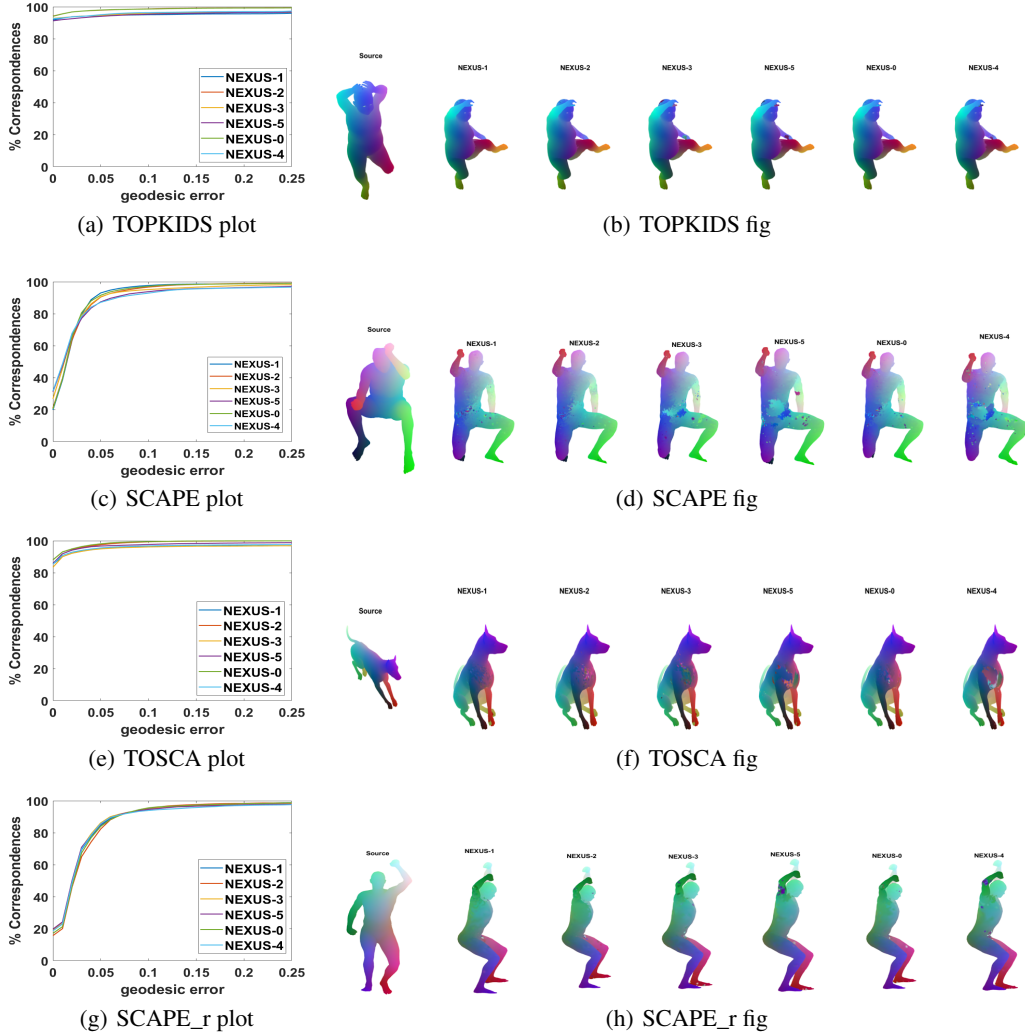 100
80
60
40
20
0
% Correspondences
NEXUS-1
NEXUS-2
NEXUS-3
NEXUS-5
NEXUS-0
NEXUS-4
0 0.05 0.1 0.15 0.2 0.25
geodesic error
(a) TOPKIDS plot
Source
NEXUS-1 NEXUS-2 NEXUS-3 NEXUS-5 NEXUS-0 NEXUS-4
(b) TOPKIDS fig
100
80
60
40
20
0
% Correspondences
NEXUS-1
NEXUS-2
NEXUS-3
NEXUS-5
NEXUS-0
NEXUS-4
0 0.05 0.1 0.15 0.2 0.25
geodesic error
(c) SCAPE plot
Source
NEXUS-1 NEXUS-2 NEXUS-3 NEXUS-5 NEXUS-0 NEXUS-4
(d) SCAPE fig
100
80
60
40
20
0
% Correspondences
NEXUS-1
NEXUS-2
NEXUS-3
NEXUS-5
NEXUS-0
NEXUS-4
0 0.05 0.1 0.15 0.2 0.25
geodesic error
(e) TOSCA plot
Source
NEXUS-1 NEXUS-2 NEXUS-3 NEXUS-5 NEXUS-0 NEXUS-4
(f) TOSCA fig
100
80
60
40
20
0
% Correspondences
NEXUS-1
NEXUS-2
NEXUS-3
NEXUS-5
NEXUS-0
NEXUS-4
0 0.05 0.1 0.15 0.2 0.25
geodesic error
(g) SCAPE_r plot
Source
NEXUS-1 NEXUS-2 NEXUS-3 NEXUS-5 NEXUS-0 NEXUS-4
(h) SCAPE_r fig